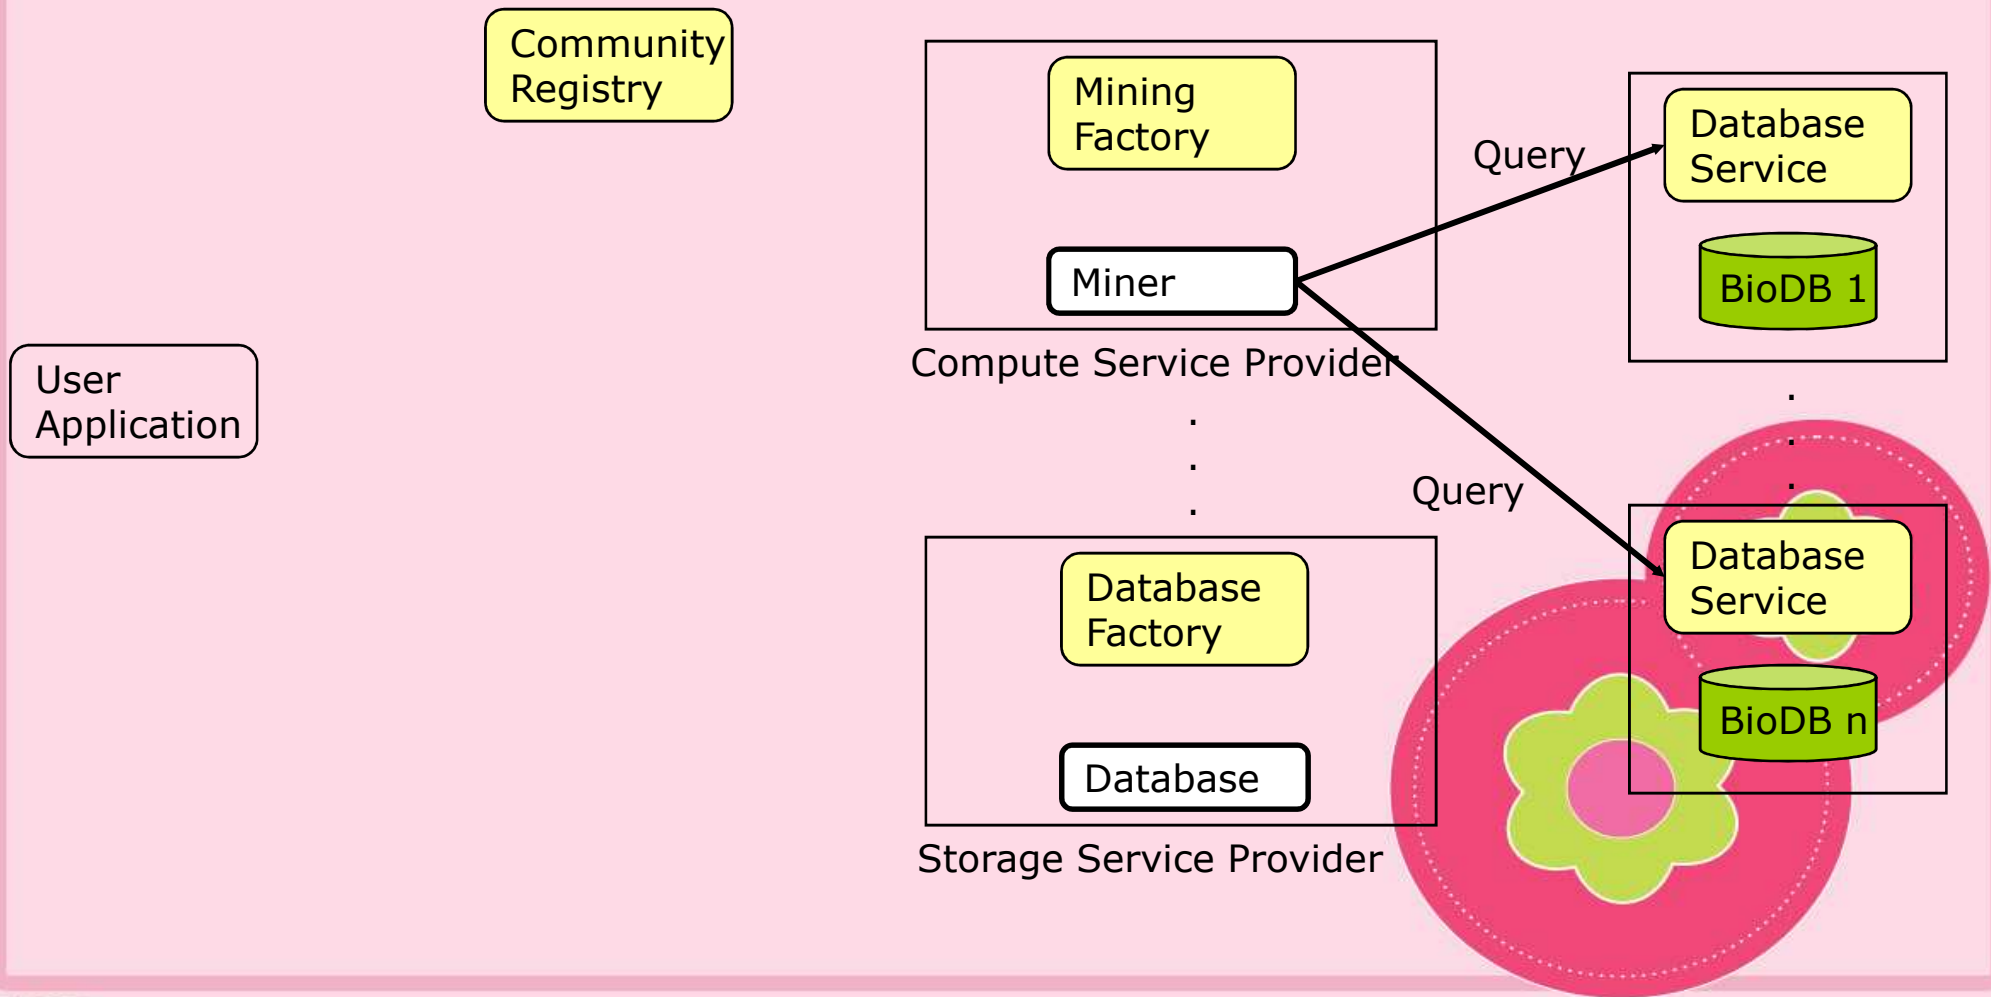 Community
Registry
Mining
Factory
Database
Service
Query
Miner
BioDB 1
Compute Service Provider
User
Application
.
.
.
.
.
.
Query
Database
Factory
Database
Service
BioDB n
Database
Storage Service Provider